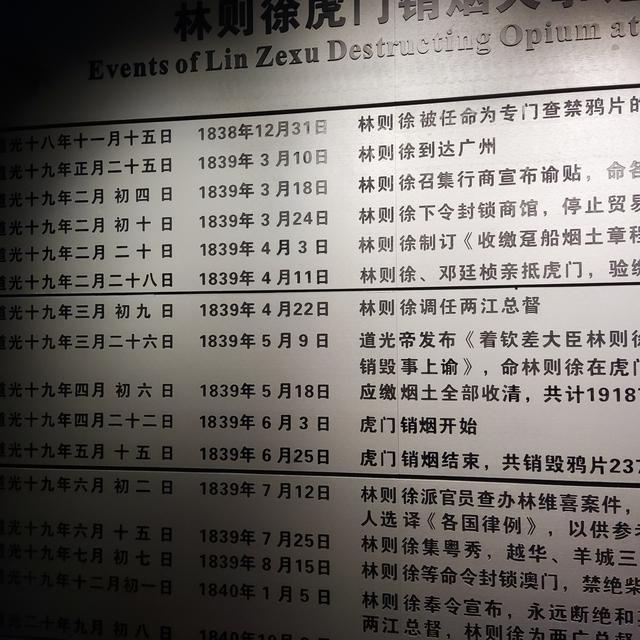 林则徐虎门销烟大事
Events of Lin Zexu Destructing Opium at
道光十八年十一月十五日 1838年12月31日 林则徐被任命为专门查禁鸦片的
道光十九年正月二十五日 1839年3月10日 林则徐到达广州
道光十九年二月初四日 1839年3月18日 林则徐召集行商宣布谕贴，命各
道光十九年二月初十日 1839年3月24日 林则徐下令封锁商馆，停止贸易
道光十九年二月二十日 1839年4月3日 林则徐制订《收缴趸船烟土章程
道光十九年二月二十八日 1839年4月11日 林则徐、邓廷桢亲抵虎门，验缴
道光十九年三月初九日 1839年4月22日 林则徐调任两江总督
道光十九年三月二十六日 1839年5月9日 道光帝发布《着钦差大臣林则徐
销毁事上谕》，命林则徐在虎门
道光十九年四月初六日 1839年5月18日 应缴烟土全部收清，共计19187
道光十九年四月二十二日 1839年6月3日 虎门销烟开始
道光十九年五月十五日 1839年6月25日 虎门销烟结束，共销毁鸦片237
道光十九年六月初二日 1839年7月12日 林则徐派官员查办林维喜案件，
人选译《各国律例》，以供参考
道光十九年六月十五日 1839年7月25日 林则徐集粤秀，越华、羊城三
道光十九年七月初七日 1839年8月15日 林则徐等命令封锁澳门，禁绝柴
道光十九年十二月初一日 1840年1月5日 林则徐奉令宣布，永远断绝和
两江总督，林则徐为两广总督
道光二十年九月初八日 1840年10月3日